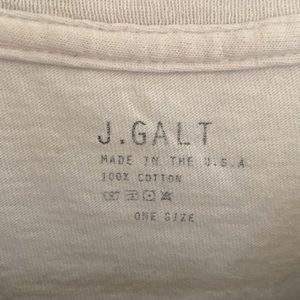 J.GALT
MADE IN THE U.S.A
100% COTTON
ONE SIZE